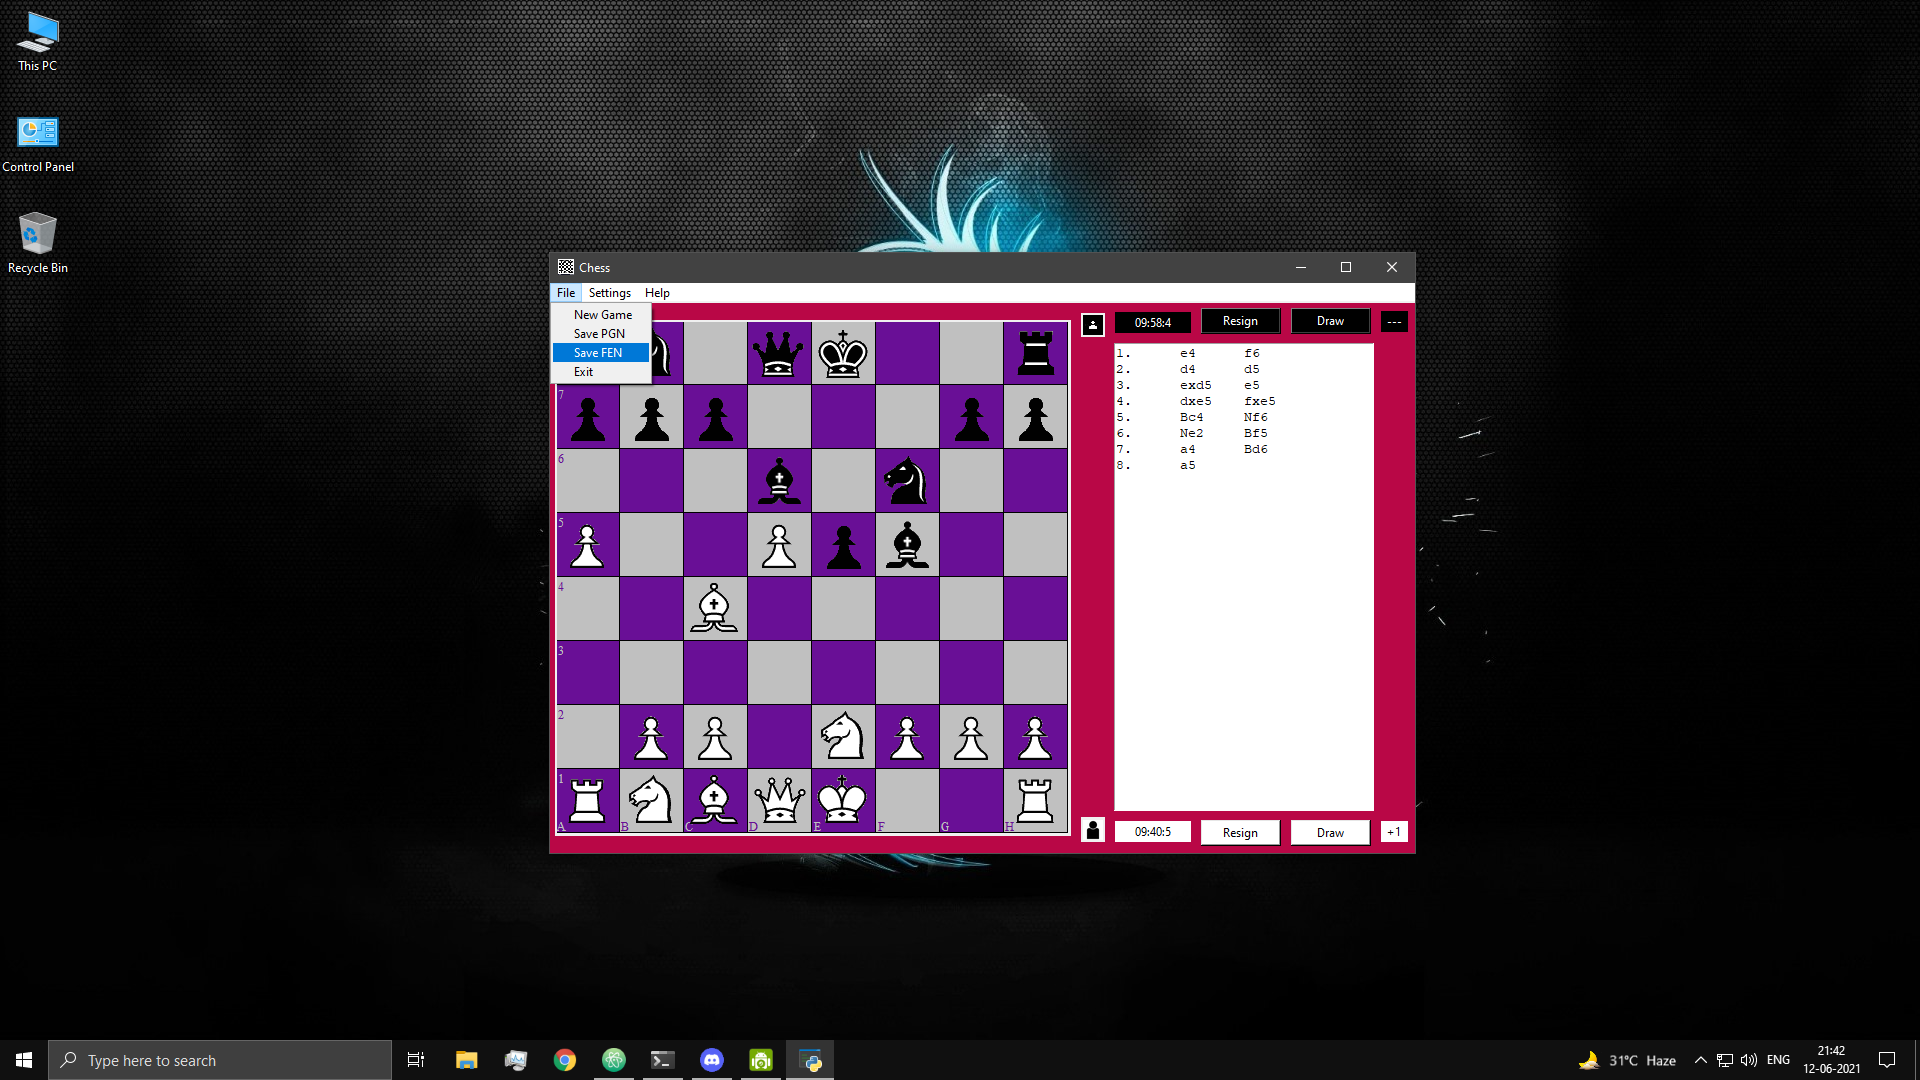 This PC
Control Panel
Recycle Bin
Chess
File Settings Help
New Game
Save PGN
Save FEN
Exit
09:58:4 Resign Draw ---
1. e4 f6
2. d4 d5
3. exd5 e5
4. dxe5 fxe5
5. Bc4 Nf6
6. Ne2 Bf5
7. a4 Bd6
8. a5
7
6
5
4
3
2
1
A B C D E F G H
09:40:5 Resign Draw +1
Type here to search
31°C Haze
ENG
21:42
12-06-2021